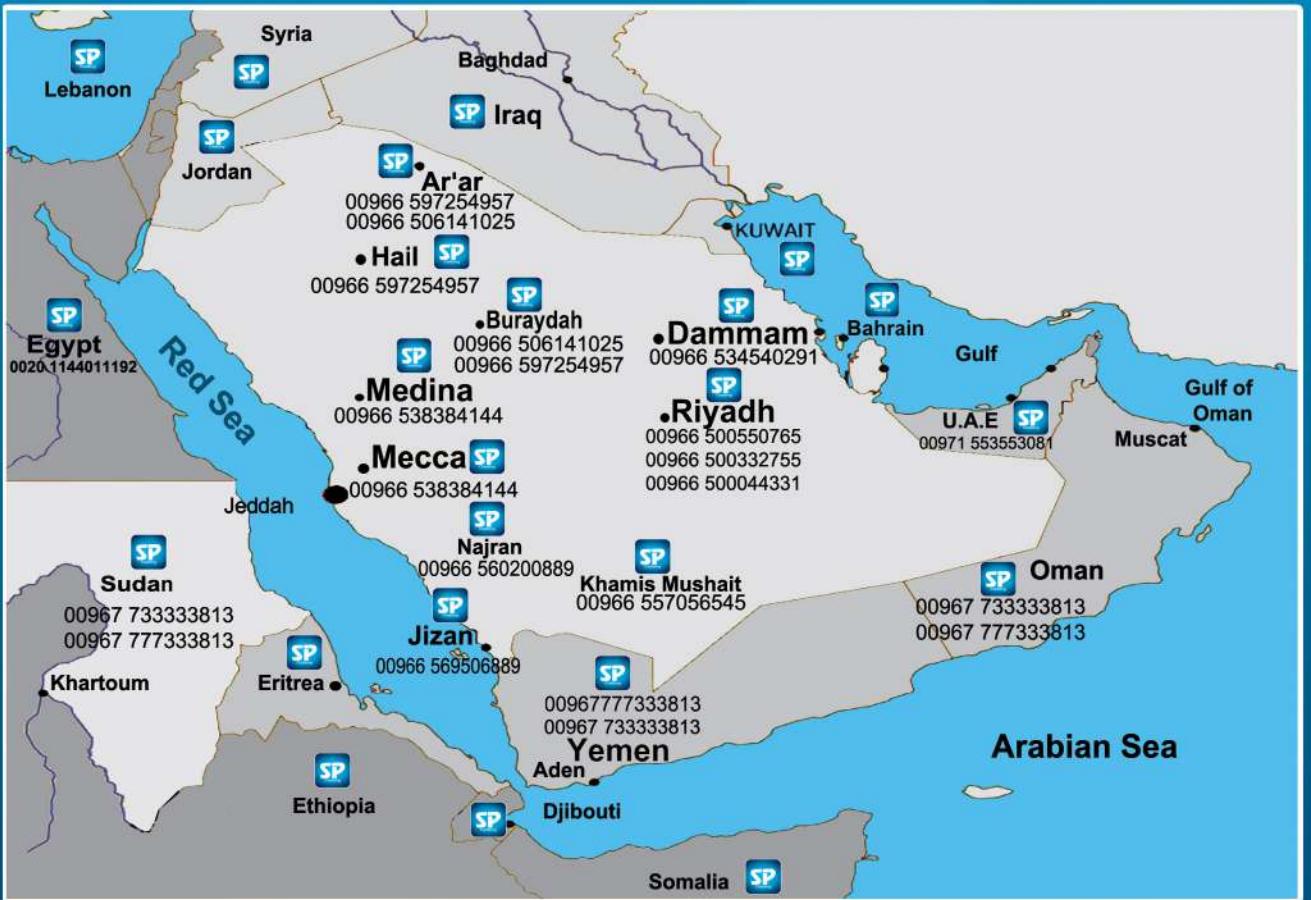 Syria
SP
SP
Lebanon
Baghdad
SP
Iraq
SP
Jordan
SP
Ar'ar
00966 597254957
00966 506141025
KUWAIT
SP
Hail
SP
00966 597254957
SP
Buraydah
00966 506141025
00966 597254957
SP
Dammam
00966 534540291
SP
Bahrain
Gulf
Gulf of
Oman
SP
Egypt
0020 1144011192
Red Sea
SP
Medina
00966 538384144
SP
Riyadh
00966 500550765
00966 500332755
00966 500044331
U.A.E
SP
00971 553553081
Muscat
Mecca
SP
00966 538384144
Jeddah
SP
Najran
00966 560200889
SP
Khamis Mushait
00966 557056545
SP
Oman
00967 733333813
00967 777333813
SP
Sudan
00967 733333813
00967 777333813
SP
Jizan
00966 569506889
Khartoum
SP
Eritrea
SP
00967777333813
00967 733333813
Yemen
Aden
Arabian Sea
SP
Ethiopia
SP
Djibouti
Somalia
SP